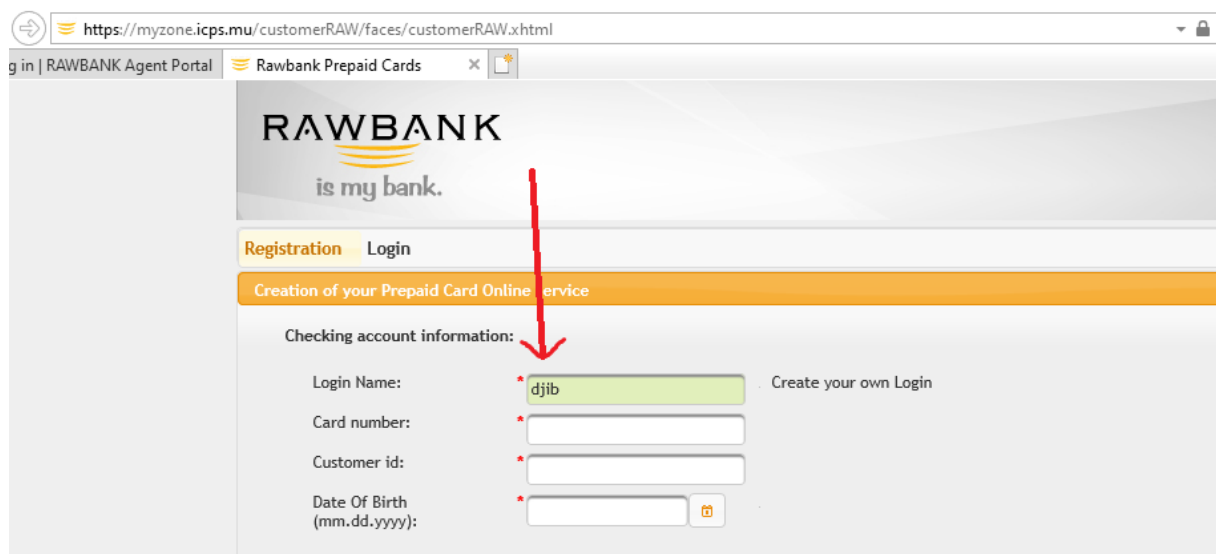 https://myzone.icps.mu/customerRAW/faces/customerRAW.xhtml
g in | RAWBANK Agent Portal
Rawbank Prepaid Cards
RAWBANK
is my bank.
Registration Login
Creation of your Prepaid Card Online ervice
Checking account information:
Login Name: * djib Create your own Login
Card number: *
Customer id: *
Date Of Birth *
(mm.dd.yyyy):